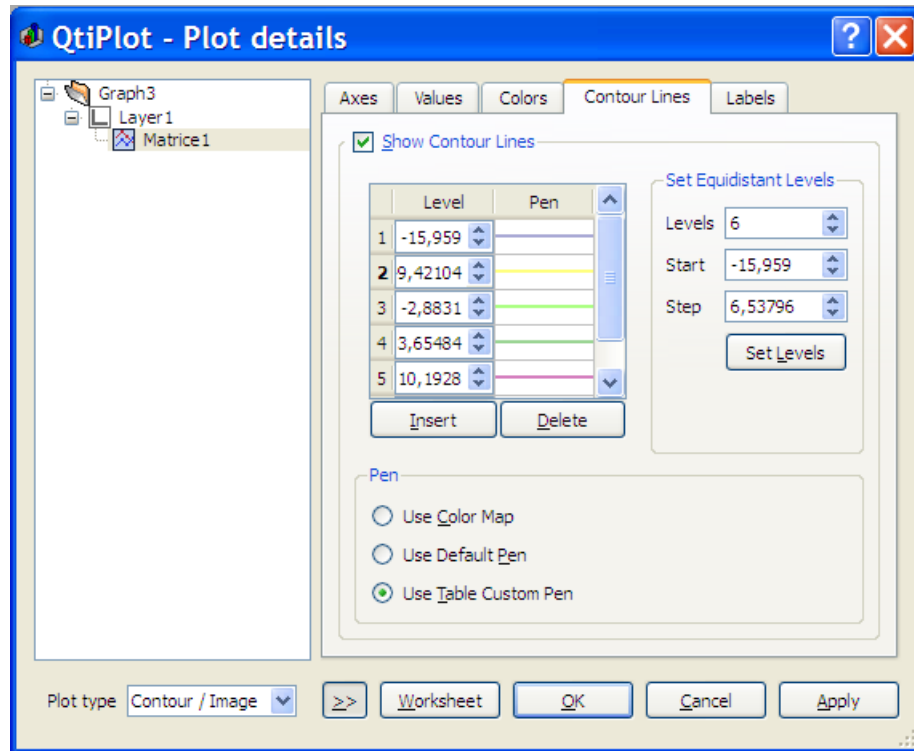 QtiPlot - Plot details
Graph3
Layer1
Matrice1
Axes Values Colors Contour Lines Labels
Show Contour Lines
Level Pen
1 -15,959
2 9,42104
3 -2,8831
4 3,65484
5 10,1928
Insert Delete
Set Equidistant Levels
Levels 6
Start -15,959
Step 6,53796
Set Levels
Pen
Use Color Map
Use Default Pen
Use Table Custom Pen
Plot type Contour / Image >> Worksheet OK Cancel Apply